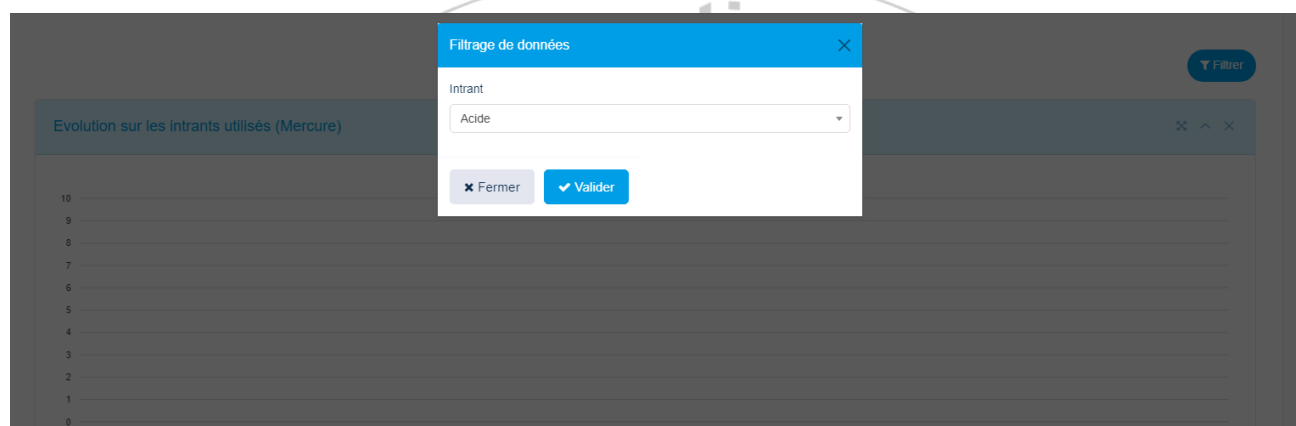 Filtrage de données
Filtrer
Intrant
Acide
Evolution sur les intrants utilisés (Mercure)
Fermer
Valider
10
9
8
7
6
5
4
3
2
1
0